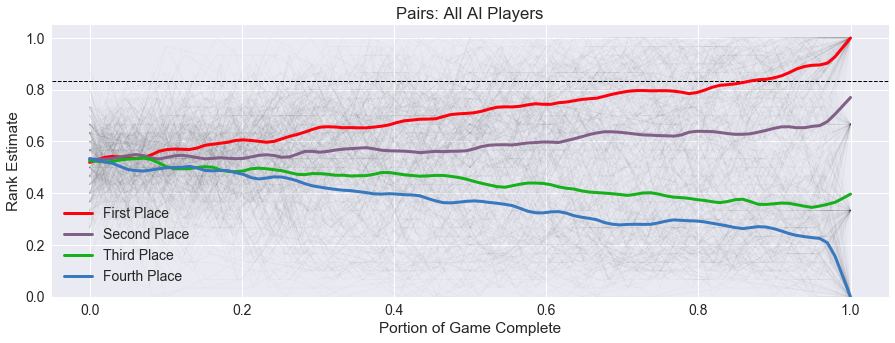 Pairs: All AI Players
1.0
0.8
0.6
0.4
0.2
0.0
Rank Estimate
First Place
Second Place
Third Place
Fourth Place
0.0 0.2 0.4 0.6 0.8 1.0
Portion of Game Complete